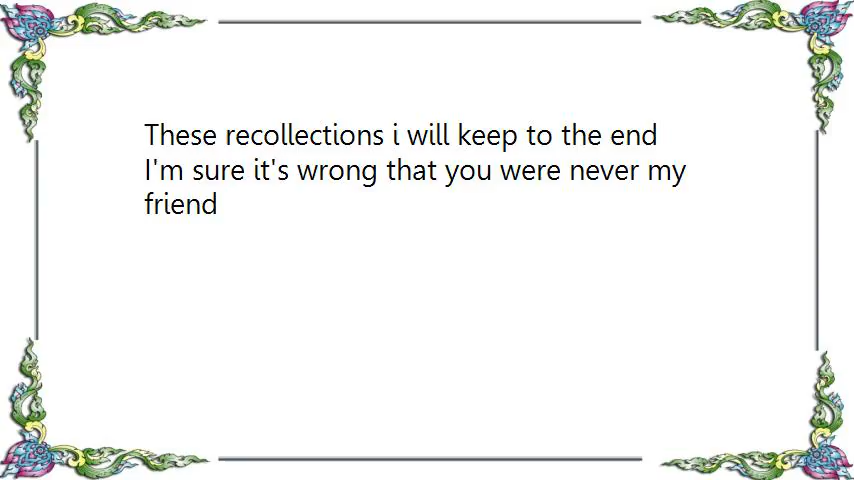 These recollections i will keep to the end
I'm sure it's wrong that you were never my
friend